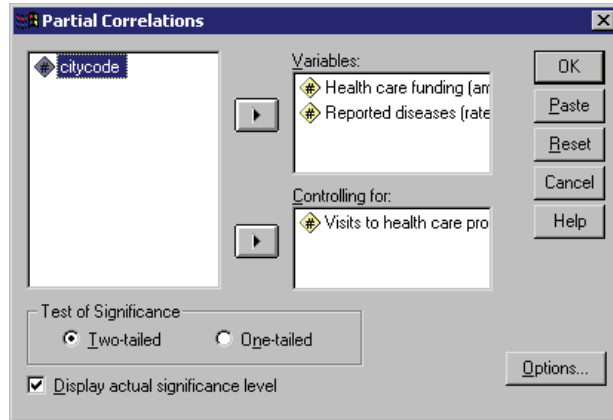 Partial Correlations
citycode
Variables:
Health care funding (am
Reported diseases (rate
Controlling for:
Visits to health care pro
OK
Paste
Reset
Cancel
Help
Test of Significance
Two-tailed
One-tailed
Display actual significance level
Options...